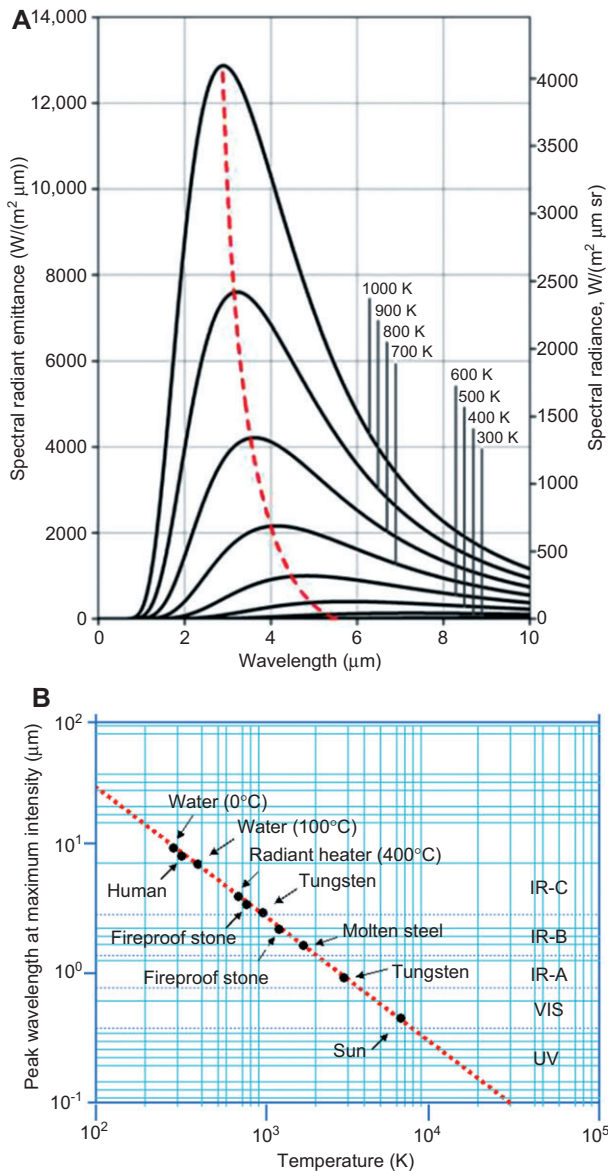 A
14,000
12,000
10,000
8000
6000
4000
2000
0
Spectral radiant emittance (W/(m² μm))
4000
3500
3000
2500
2000
1500
1000
500
0
Spectral radiance, W/(m² μm sr)
1000 K
900 K
800 K
700 K
600 K
500 K
400 K
300 K
0 2 4 6 8 10
Wavelength (μm)
B
10²
10¹
10⁰
10⁻¹
Peak wavelength at maximum intensity (μm)
Water (0°C)
Water (100°C)
Radiant heater (400°C)
Human
Tungsten
Fireproof stone
Molten steel
Fireproof stone
Tungsten
Sun
IR-C
IR-B
IR-A
VIS
UV
10² 10³ 10⁴ 10⁵
Temperature (K)